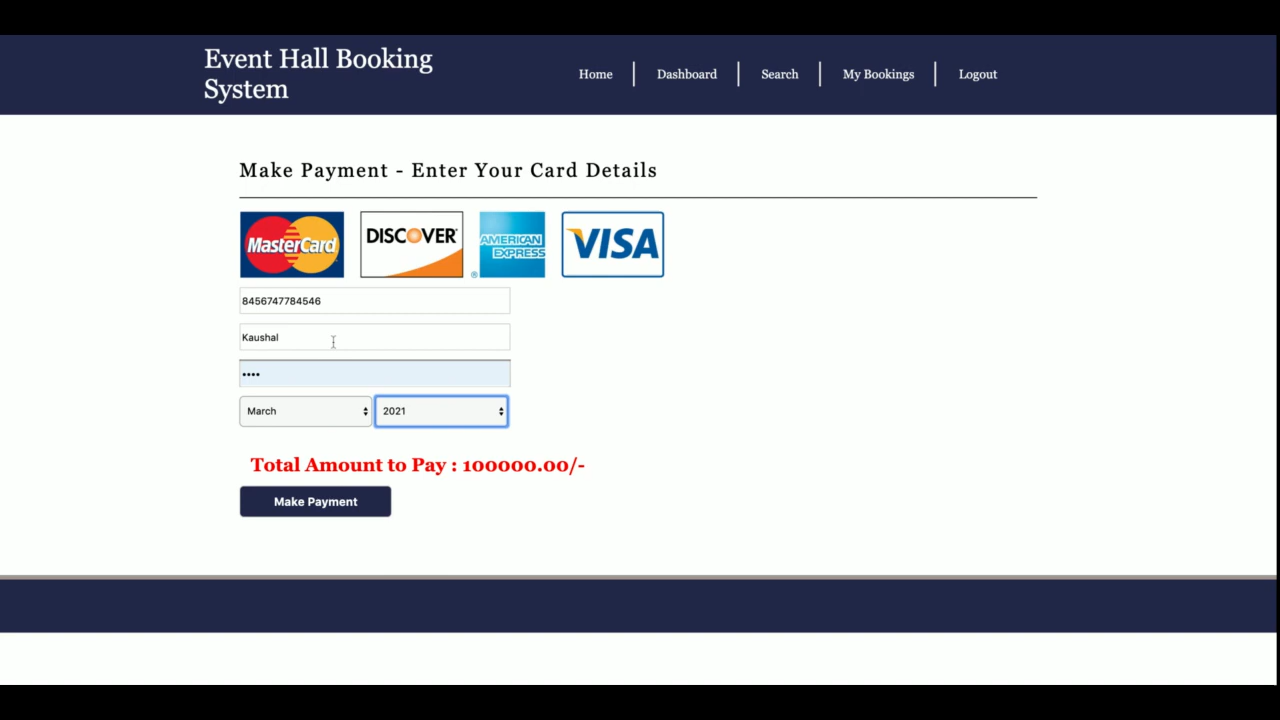 Event Hall Booking
System
Home
Dashboard
Search
My Bookings
Logout
Make Payment - Enter Your Card Details
MasterCard
DISCOVER
AMERICAN
EXPRESS
®
VISA
8456747784546
Kaushal
••••
March
2021
Total Amount to Pay : 100000.00/-
Make Payment